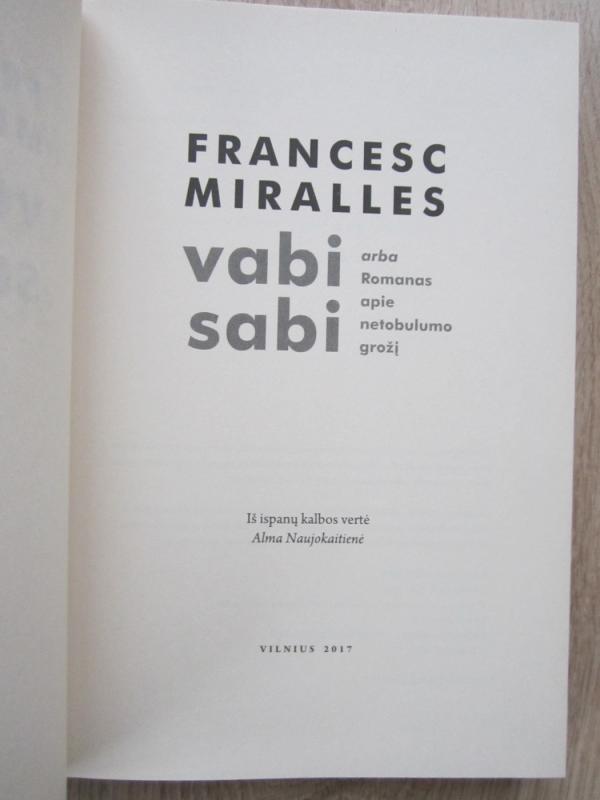 FRANCESC
MIRALLES
vabi
sabi
arba
Romanas
apie
netobulumo
grožį
Iš ispanų kalbos vertė
Alma Naujokaitienė
VILNIUS 2017